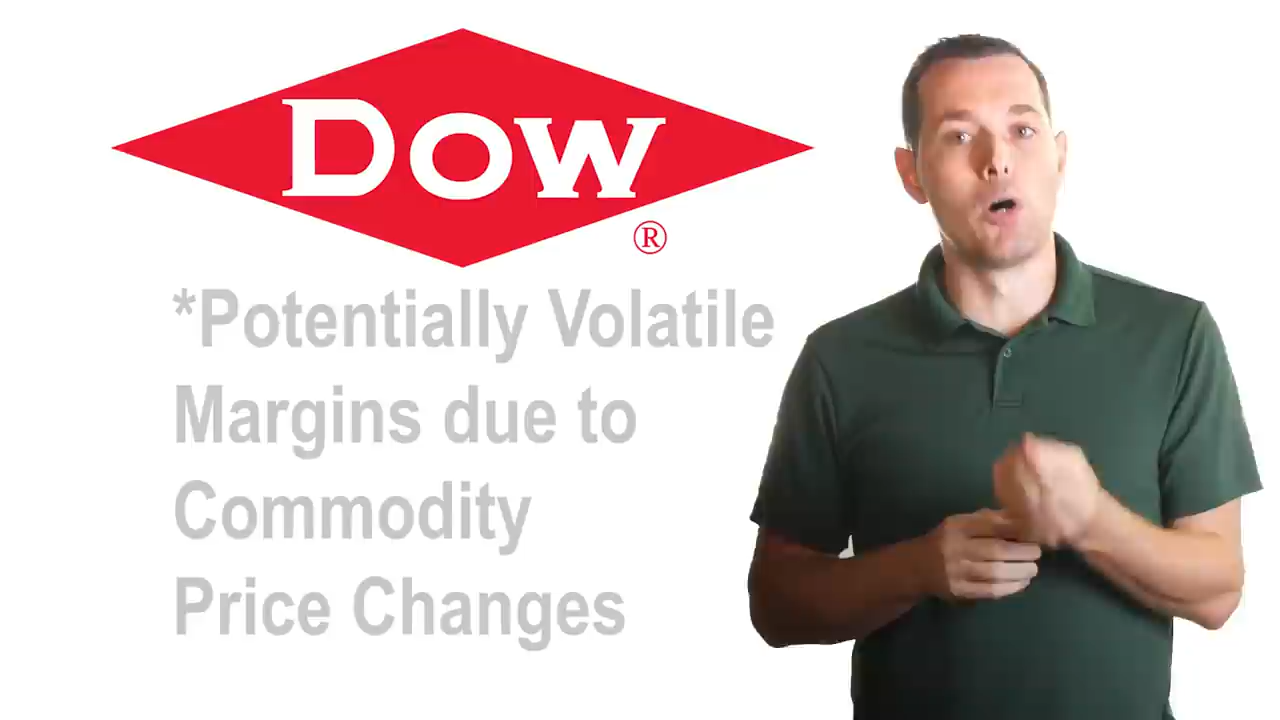 Dow
®
*Potentially Volatile
Margins due to
Commodity
Price Changes